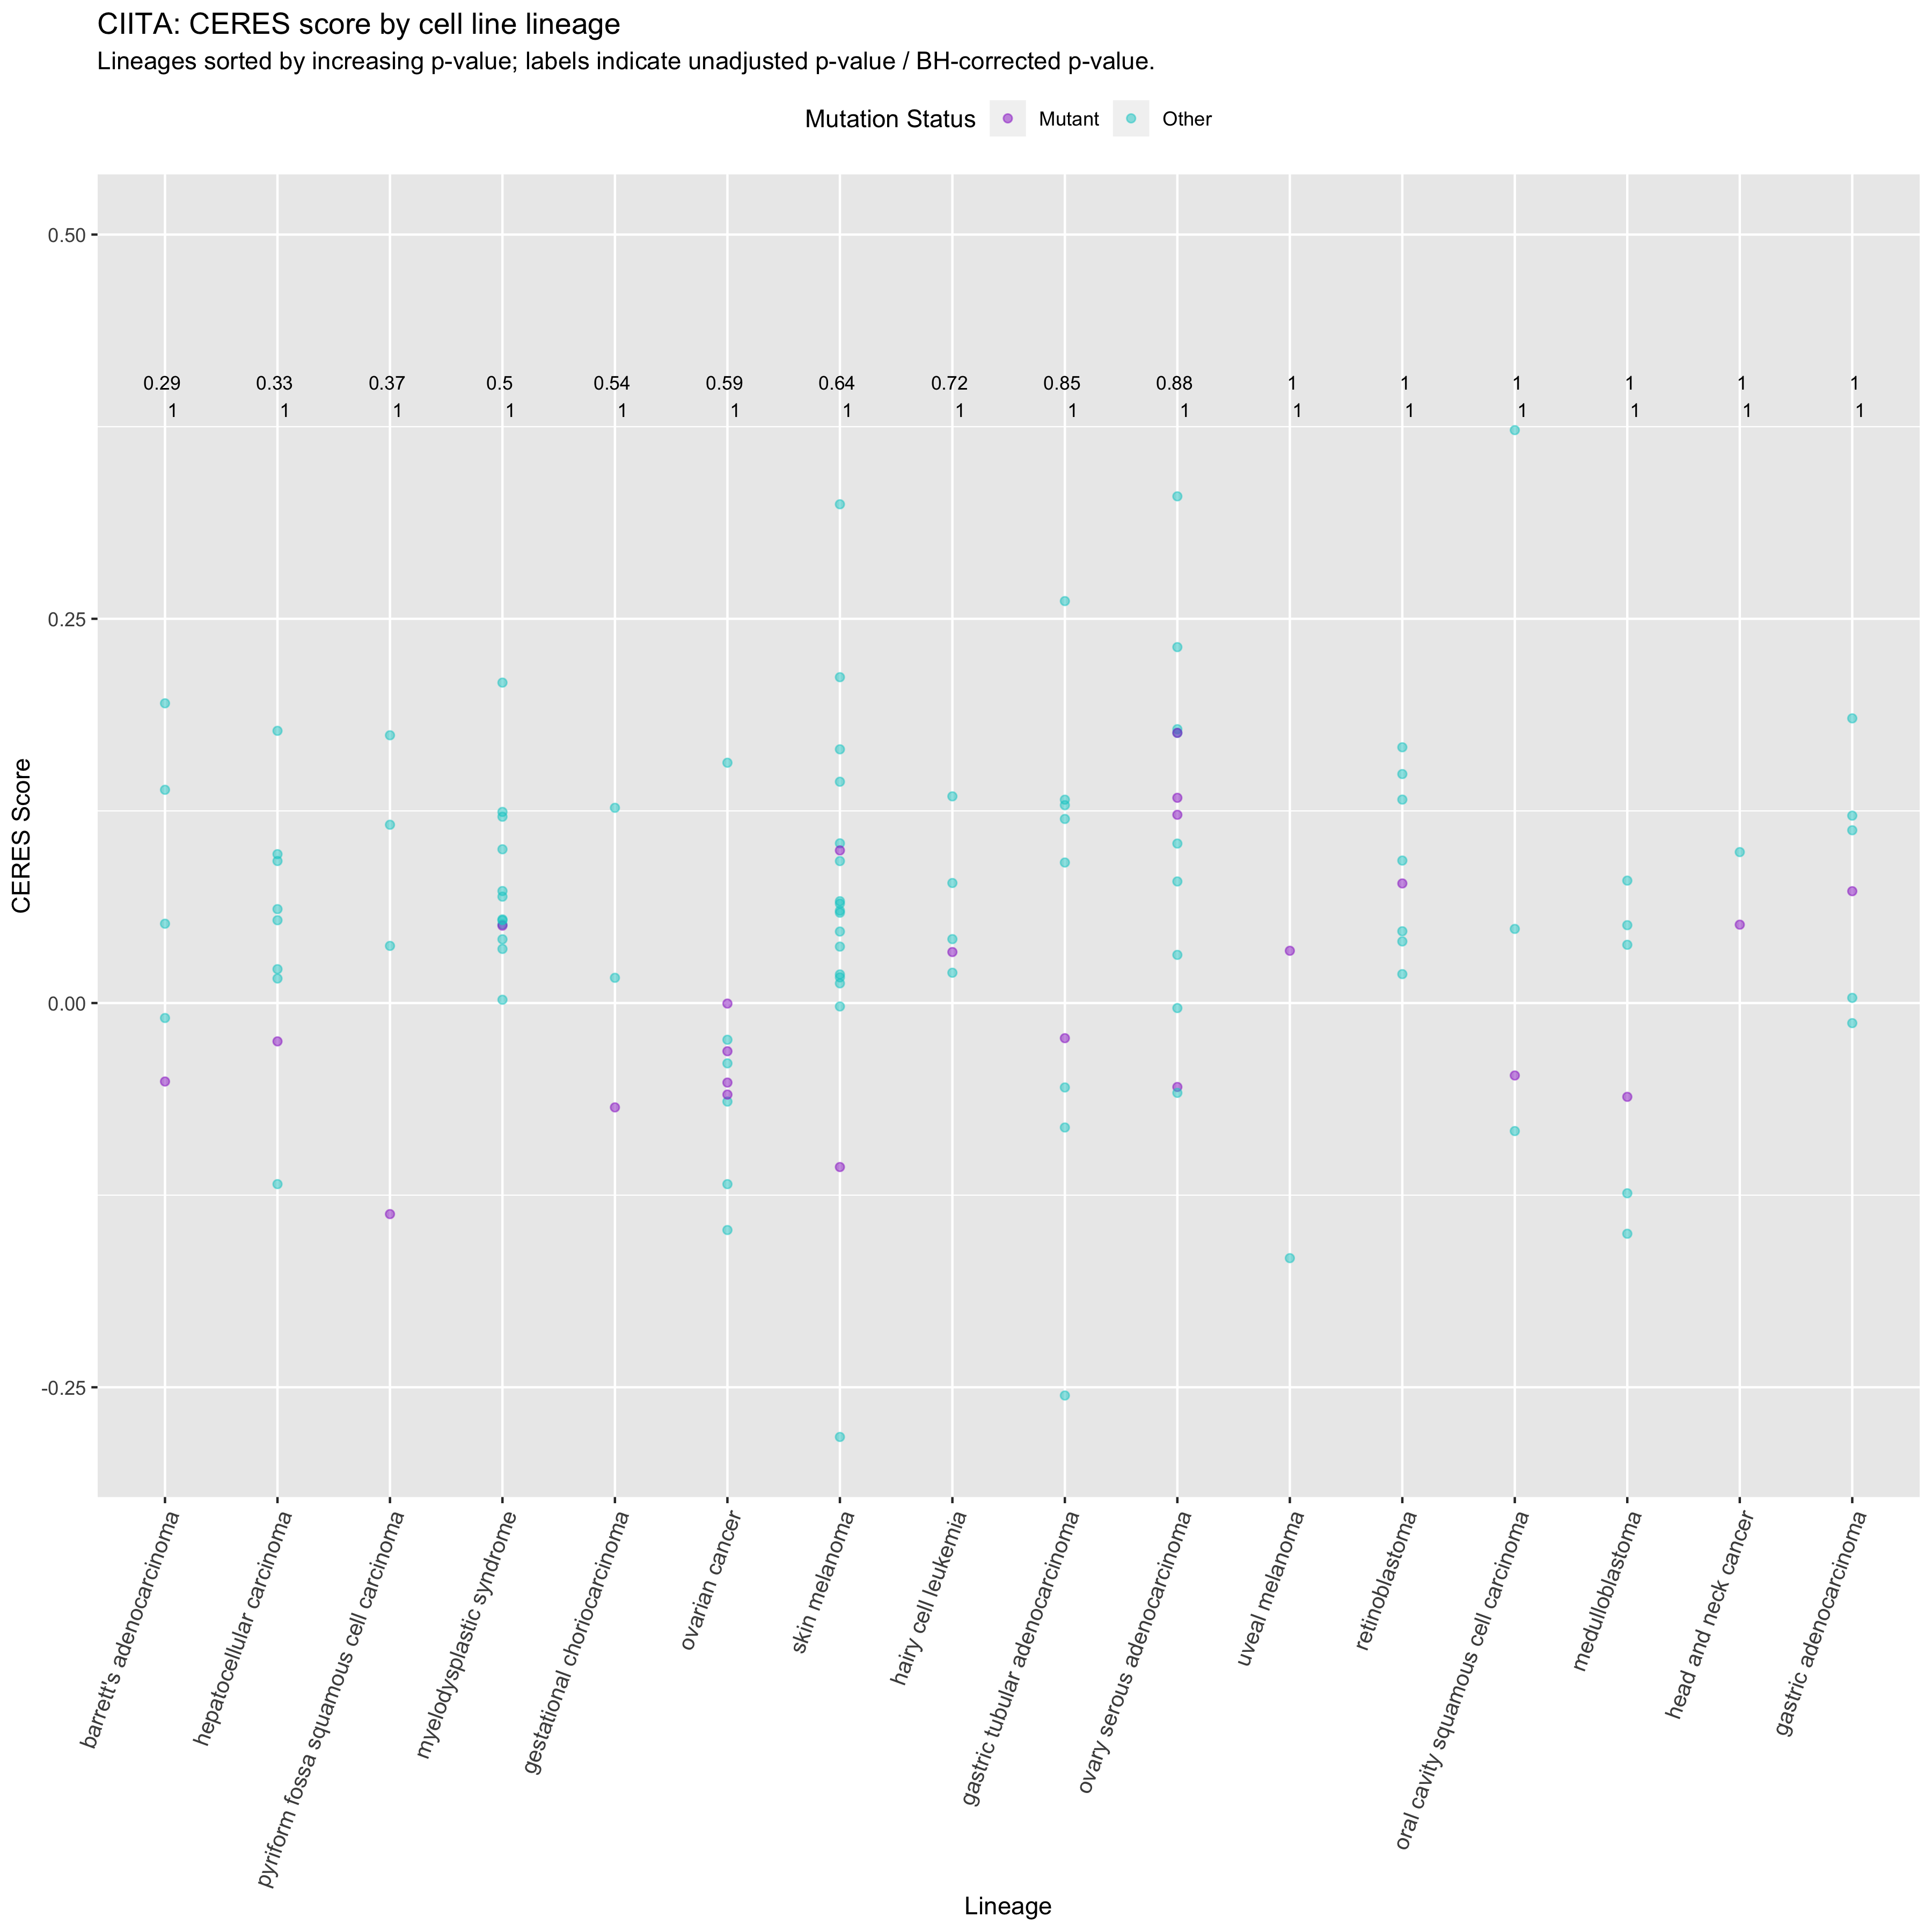 CIITA: CERES score by cell line lineage
Lineages sorted by increasing p-value; labels indicate unadjusted p-value / BH-corrected p-value.
Mutation Status Mutant Other
0.50
0.29 0.33 0.37 0.5 0.54 0.59 0.64 0.72 0.85 0.88 1 1 1 1 1 1
1 1 1 1 1 1 1 1 1 1 1 1 1 1 1 1
0.25
CERES Score
0.00
-0.25
barrett's adenocarcinoma
hepatocellular carcinoma
pyriform fossa squamous cell carcinoma
myelodysplastic syndrome
gestational choriocarcinoma
ovarian cancer
skin melanoma
hairy cell leukemia
gastric tubular adenocarcinoma
ovary serous adenocarcinoma
uveal melanoma
retinoblastoma
oral cavity squamous cell carcinoma
medulloblastoma
head and neck cancer
gastric adenocarcinoma
Lineage